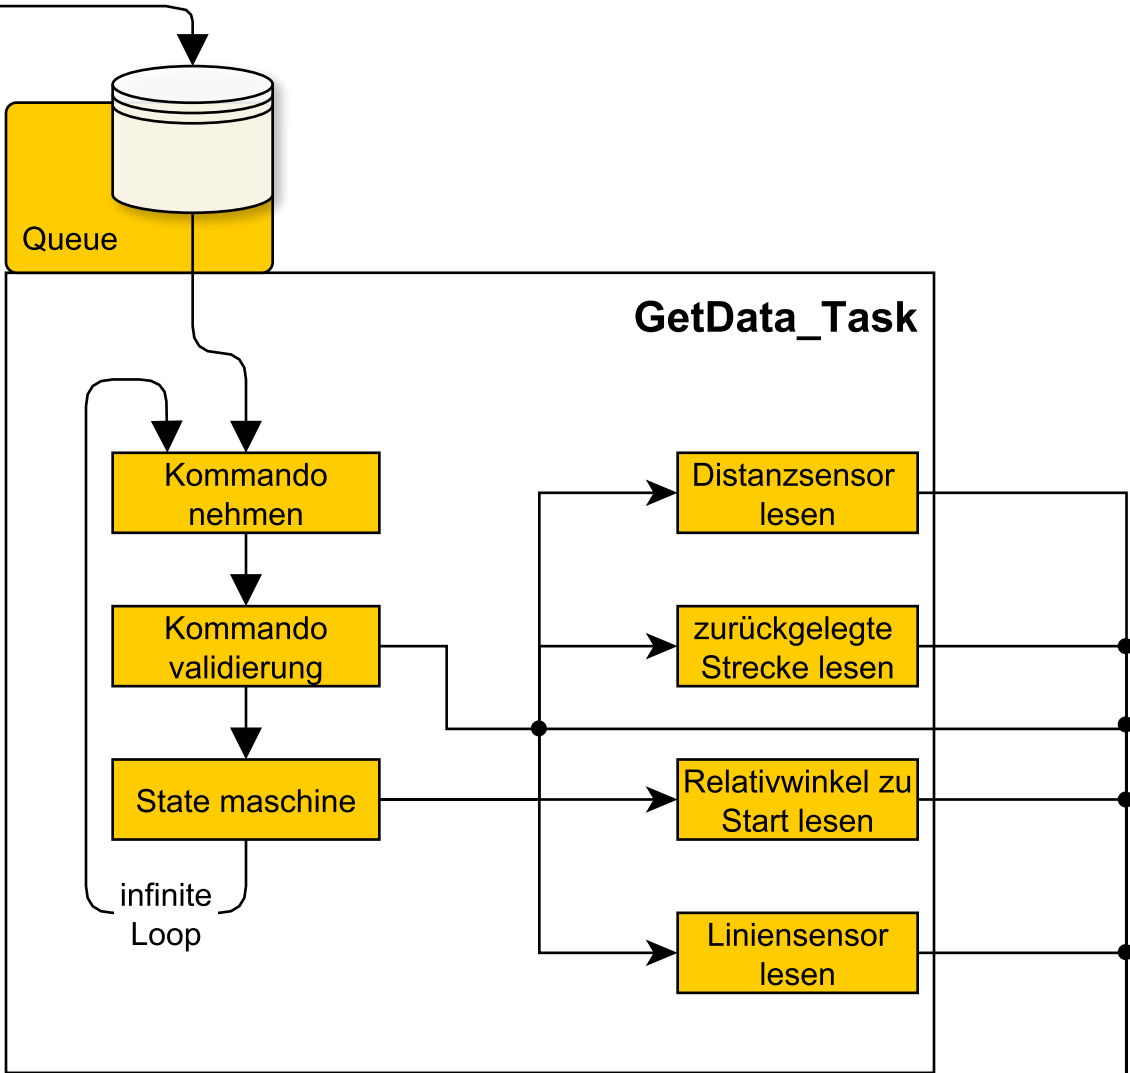 Queue
GetData_Task
Kommando
nehmen
Kommando
validierung
State maschine
infinite
Loop
Distanzsensor
lesen
zurückgelegte
Strecke lesen
Relativwinkel zu
Start lesen
Liniensensor
lesen